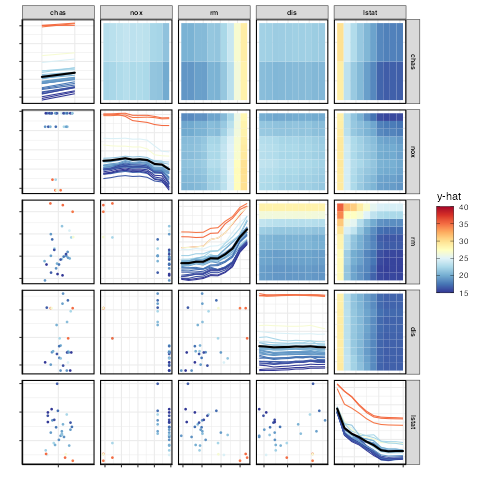 chas nox rm dis lstat
chas
nox
y-hat
40
35
30
25
20
15
rm
dis
lstat